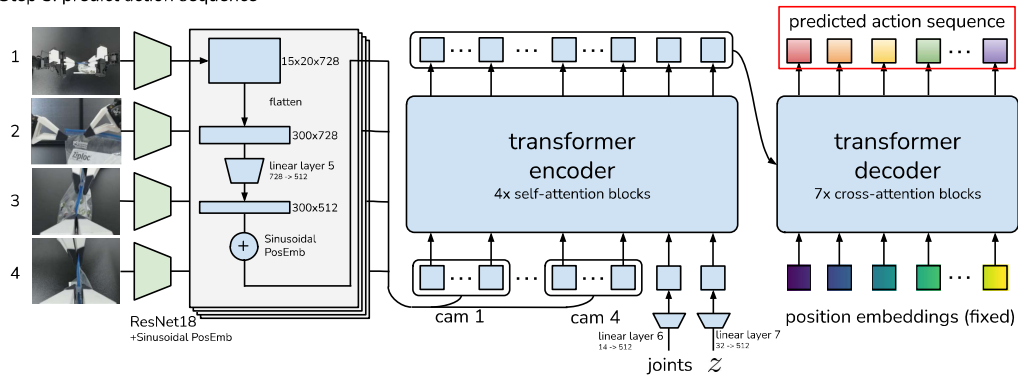 1
2
3
4
15x20x728
flatten
300x728
linear layer 5
728 -> 512
300x512
+
Sinusoidal
PosEmb
ResNet18
+Sinusoidal PosEmb
transformer
encoder
4x self-attention blocks
cam 1
cam 4
linear layer 6
14 -> 512
joints
linear layer 7
32 -> 512
z
predicted action sequence
transformer
decoder
7x cross-attention blocks
position embeddings (fixed)